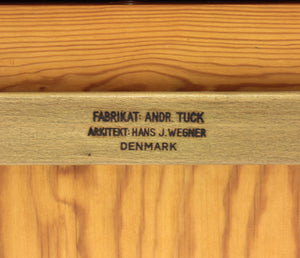 FABRIKAT: ANDR. TUCK
ARKITEKT: HANS J. WEGNER
DENMARK